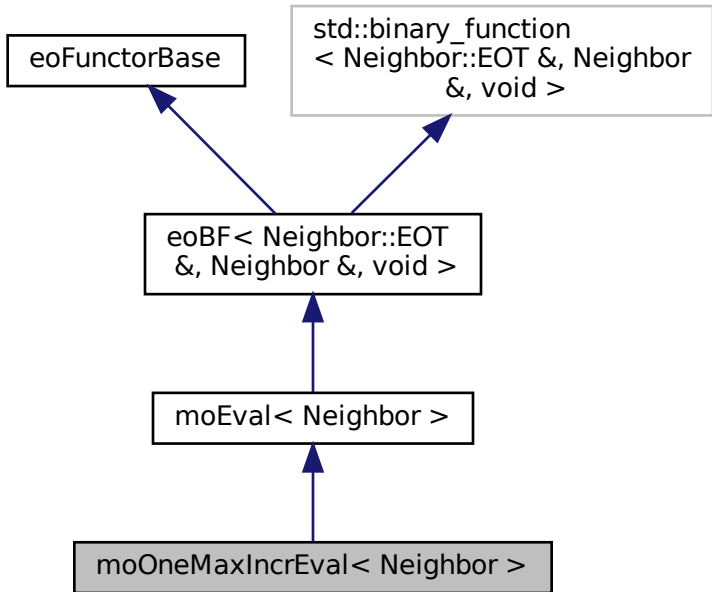 eoFunctorBase
std::binary_function
< Neighbor::EOT &, Neighbor
&, void >
eoBF< Neighbor::EOT
&, Neighbor &, void >
moEval< Neighbor >
moOneMaxIncrEval< Neighbor >